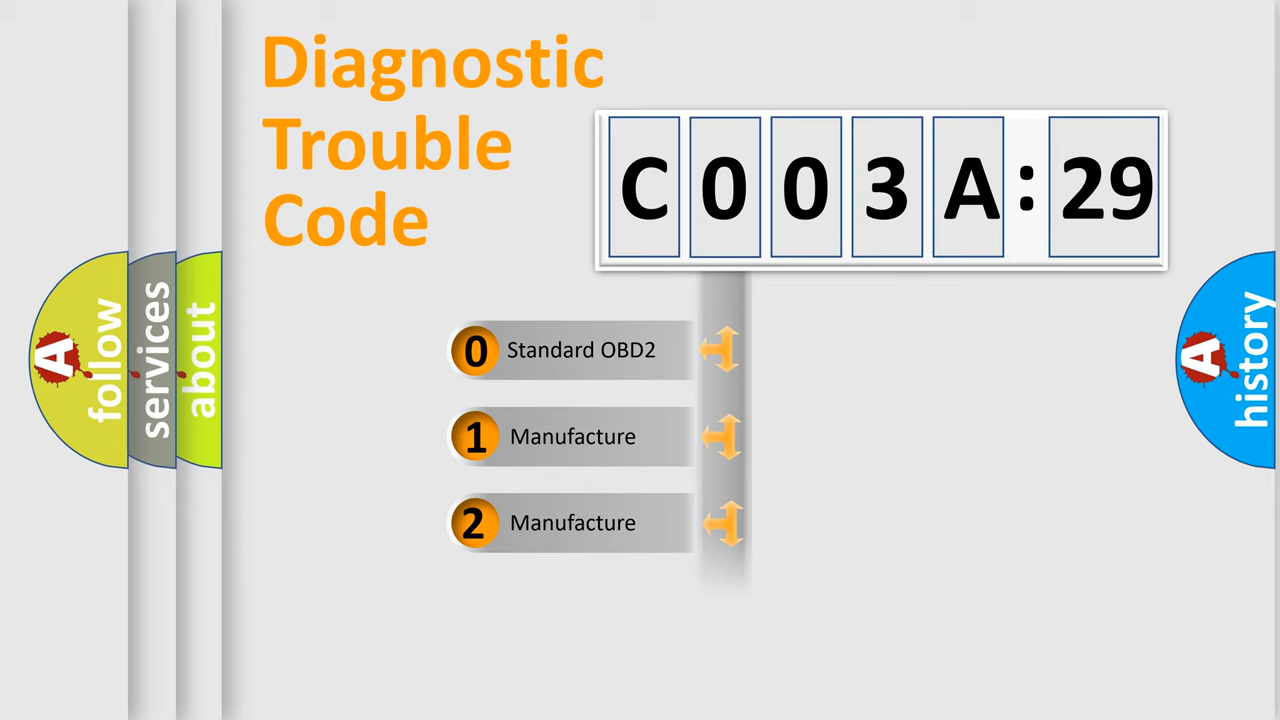 Diagnostic
Trouble
Code
C003A:29
0 Standard OBD2
1 Manufacture
2 Manufacture
A follow
services
about
A history